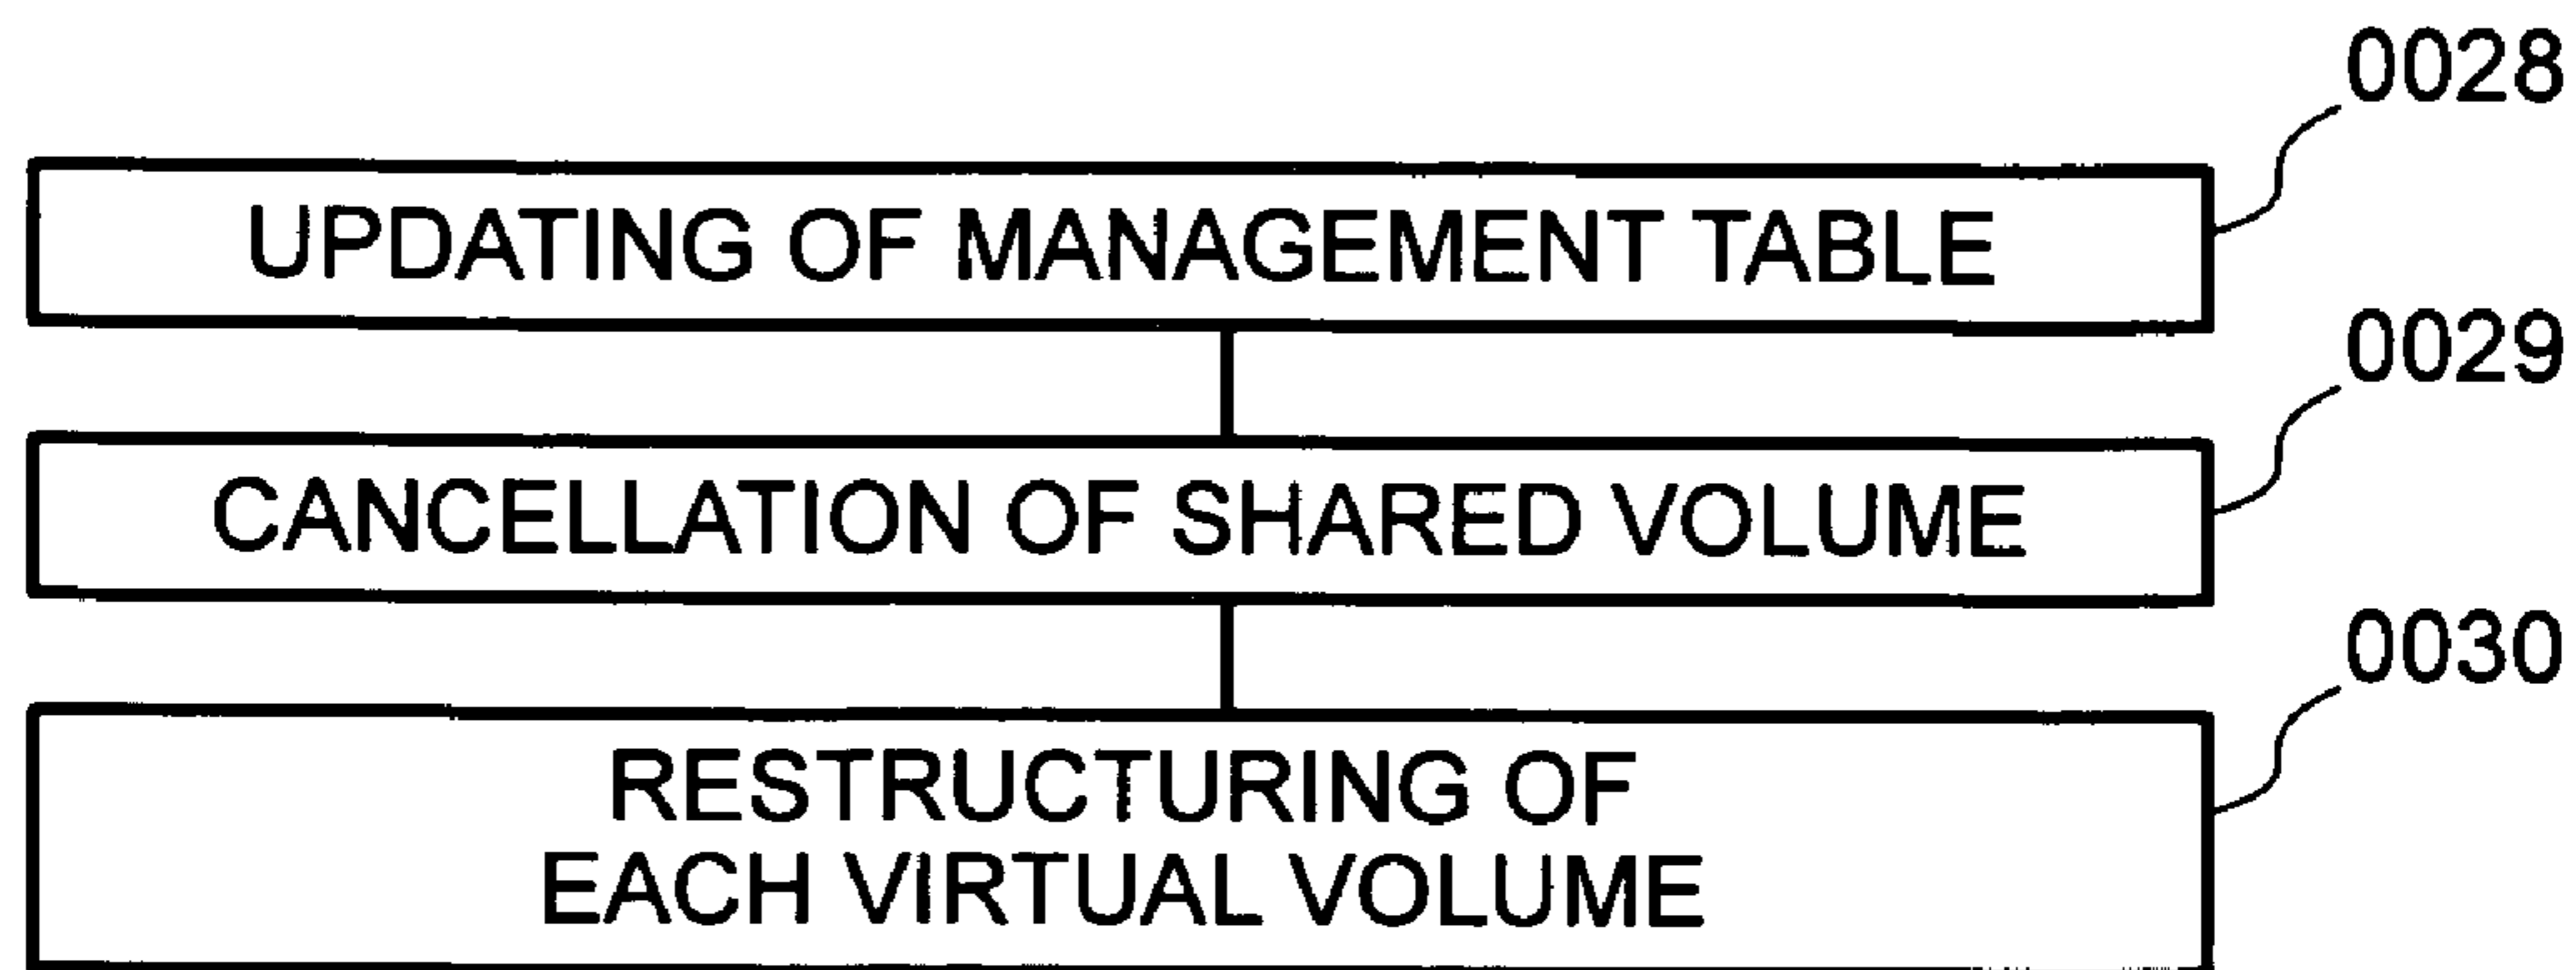 0028
UPDATING OF MANAGEMENT TABLE
0029
CANCELLATION OF SHARED VOLUME
0030
RESTRUCTURING OF
EACH VIRTUAL VOLUME